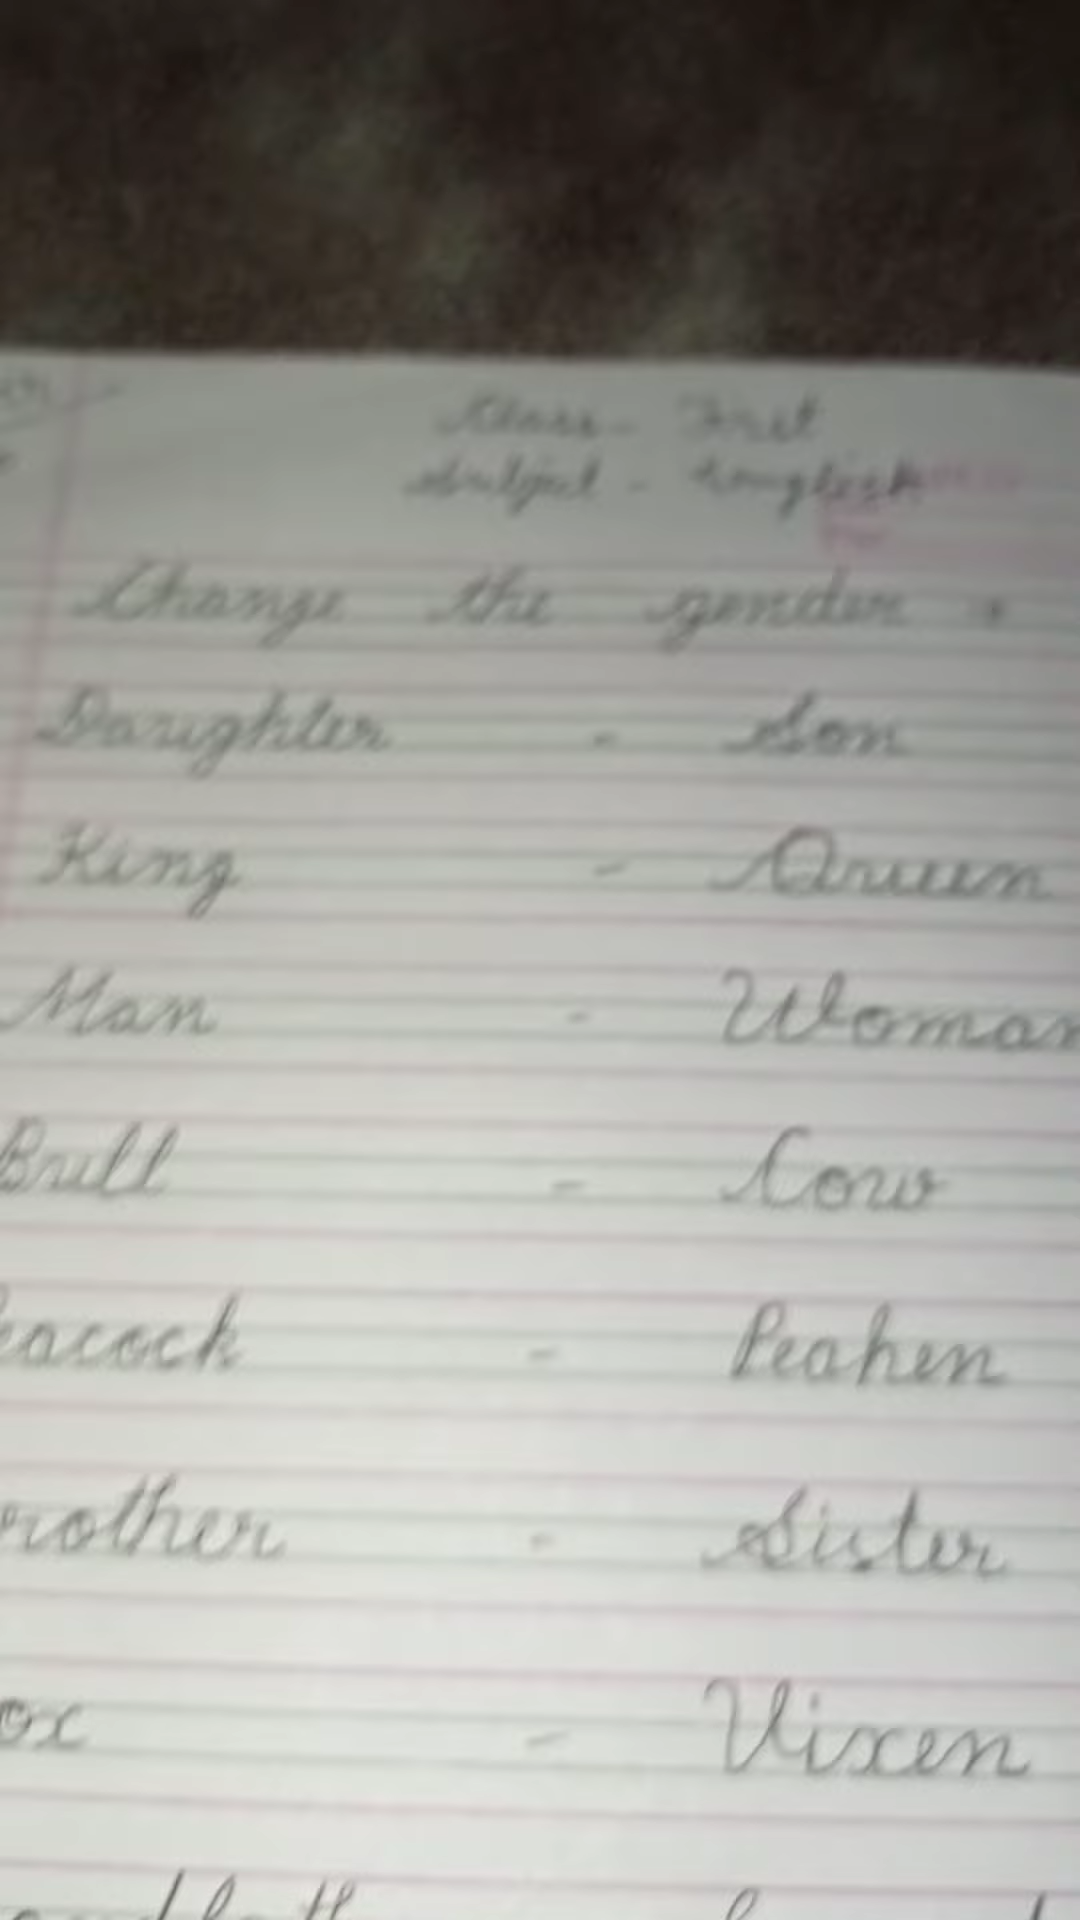 Class - First
Subject - English
Change the gender.
Daughter - Son
King - Queen
Man - Woman
Bull - Cow
eacock - Peahen
rother - Sister
ox - Vixen